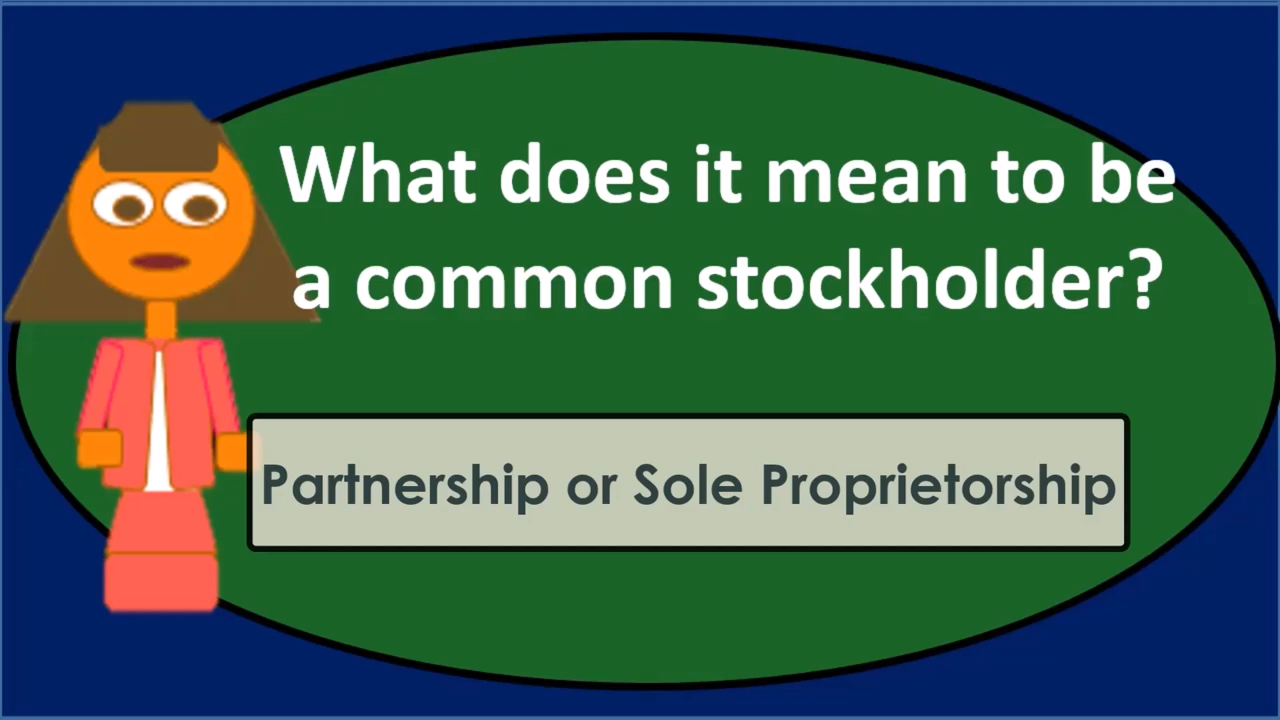 What does it mean to be
a common stockholder?
Partnership or Sole Proprietorship